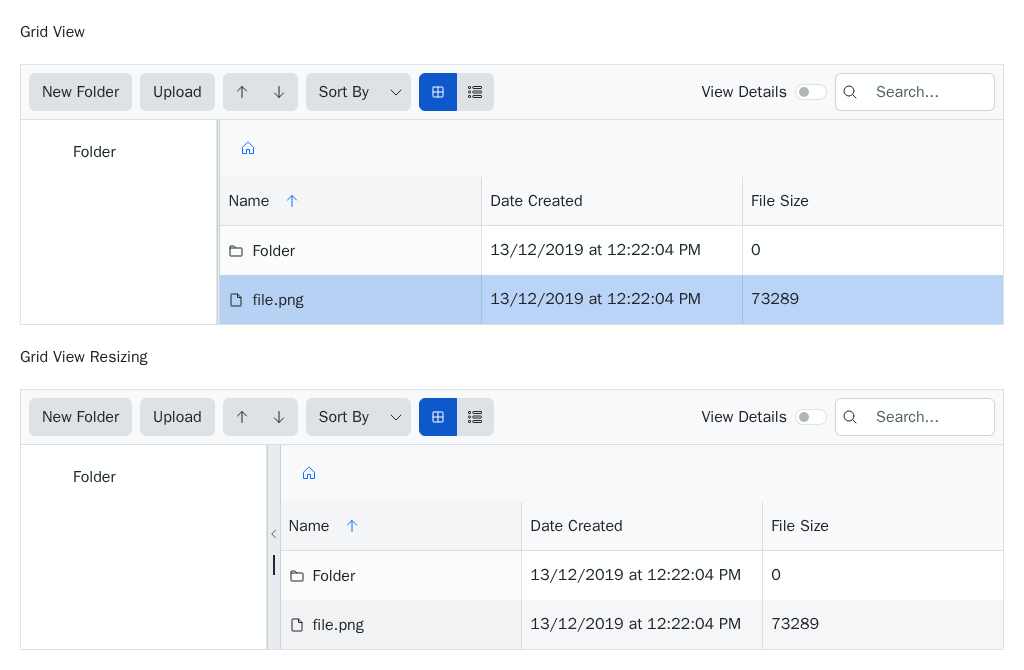 Grid View
New Folder Upload Sort By View Details Search...
Folder
Name Date Created File Size
Folder 13/12/2019 at 12:22:04 PM 0
file.png 13/12/2019 at 12:22:04 PM 73289
Grid View Resizing
New Folder Upload Sort By View Details Search...
Folder
Name Date Created File Size
Folder 13/12/2019 at 12:22:04 PM 0
file.png 13/12/2019 at 12:22:04 PM 73289